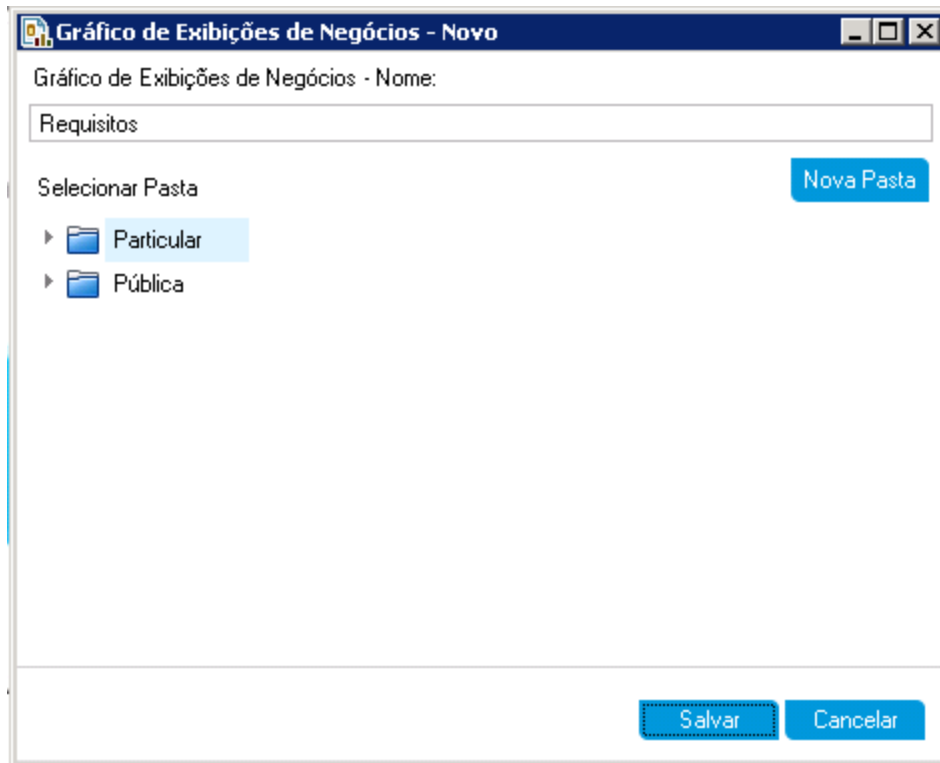 Gráfico de Exibições de Negócios - Novo
Gráfico de Exibições de Negócios - Nome:
Requisitos
Nova Pasta
Selecionar Pasta
Particular
Pública
Salvar Cancelar